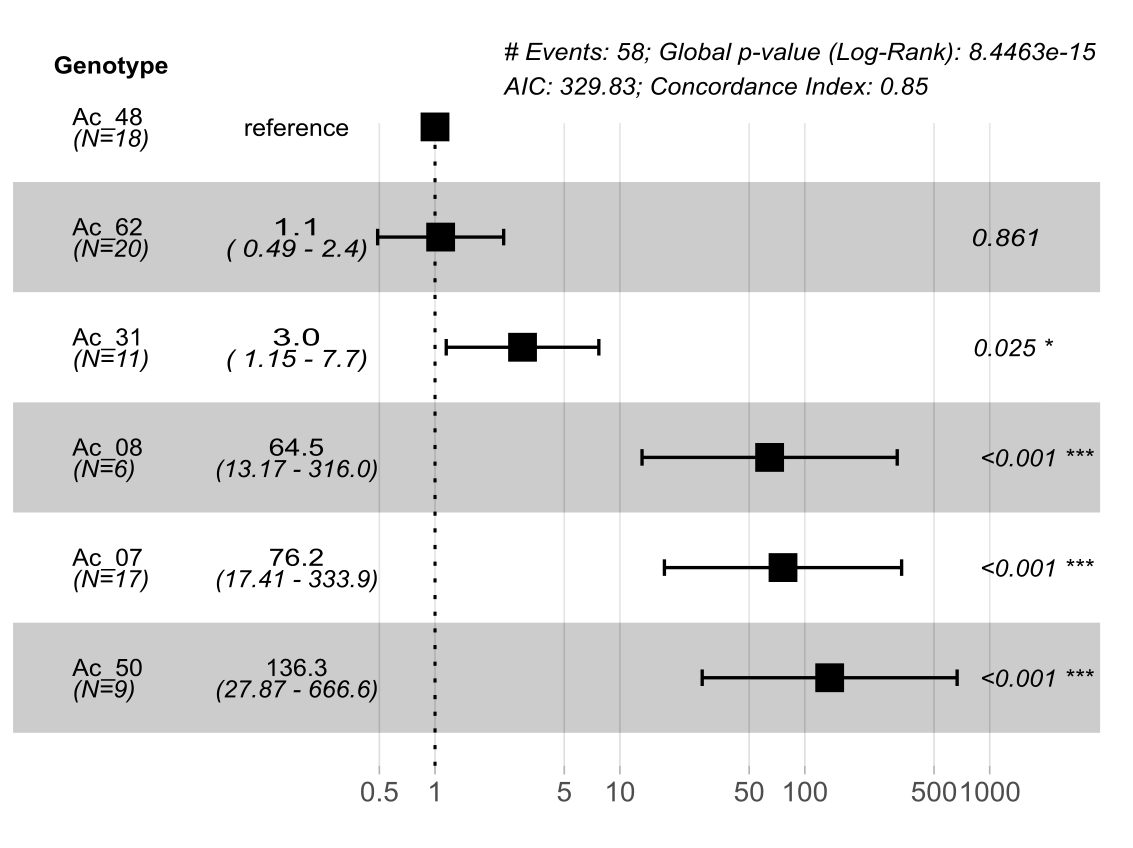 # Events: 58; Global p-value (Log-Rank): 8.4463e-15
Genotype
AIC: 329.83; Concordance Index: 0.85
Ac_48
(N=18)
reference
Ac_62
(N=20)
1.1
( 0.49 - 2.4)
0.861
Ac_31
(N=11)
3.0
( 1.15 - 7.7)
0.025 *
Ac_08
(N=6)
64.5
(13.17 - 316.0)
<0.001 ***
Ac_07
(N=17)
76.2
(17.41 - 333.9)
<0.001 ***
Ac_50
(N=9)
136.3
(27.87 - 666.6)
<0.001 ***
0.5 1 5 10 50 100 500 1000